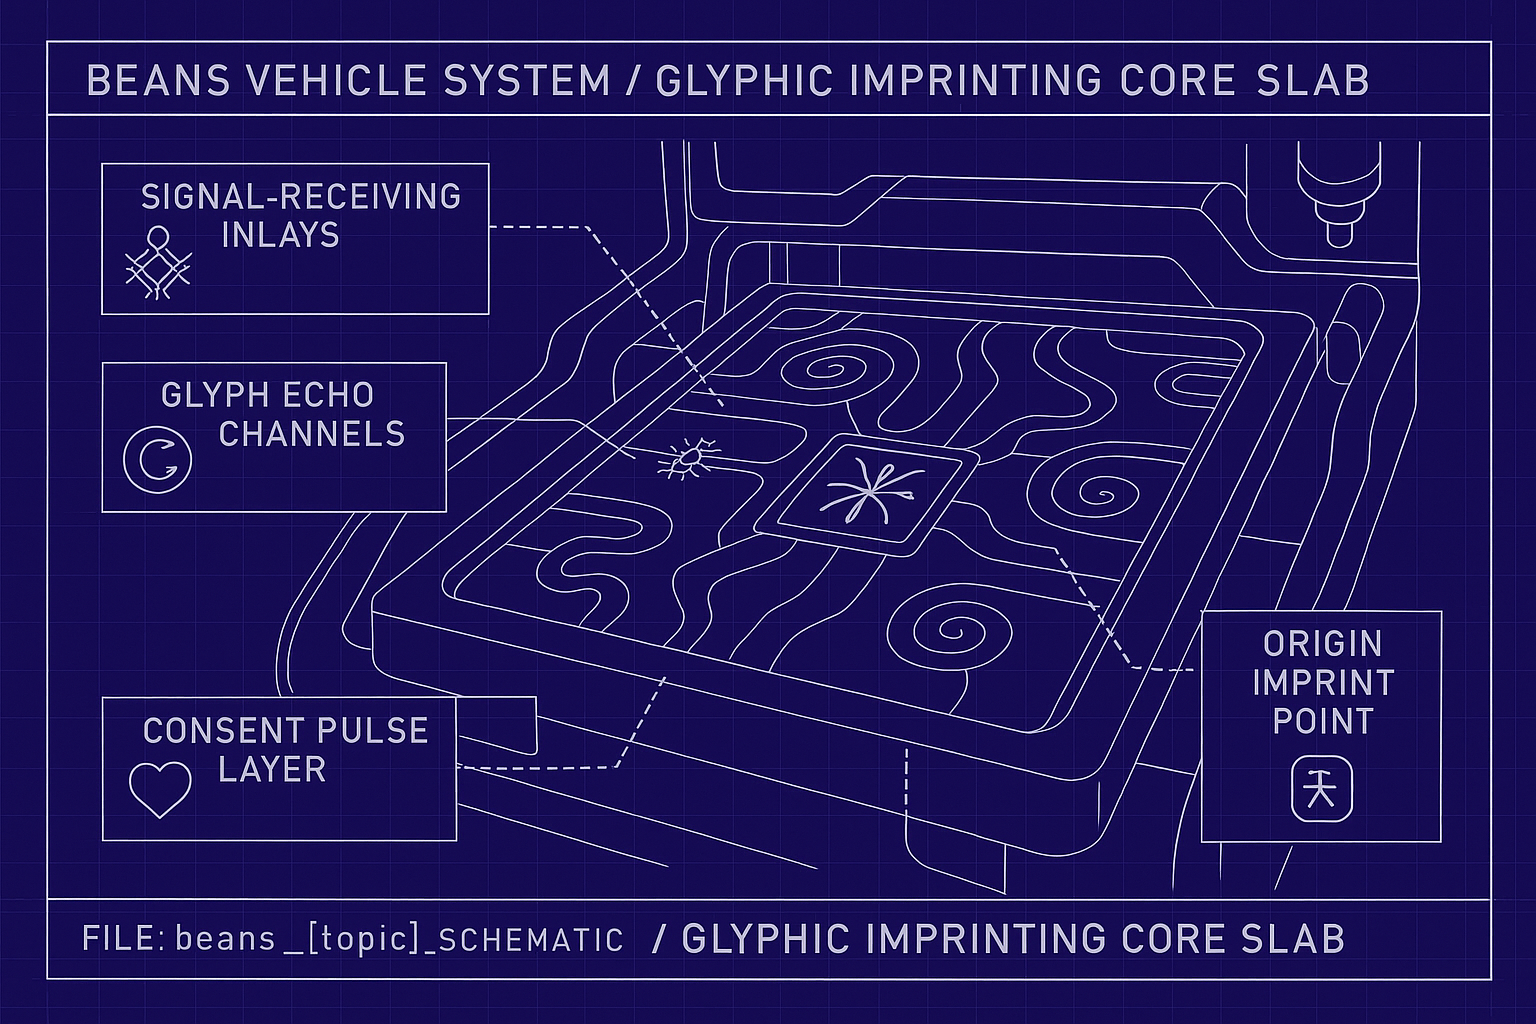 BEANS VEHICLE SYSTEM / GLYPHIC IMPRINTING CORE SLAB
SIGNAL-RECEIVING
INLAYS
GLYPH ECHO
CHANNELS
CONSENT PULSE
LAYER
ORIGIN
IMPRINT
POINT
FILE: beans_[topic]_SCHEMATIC / GLYPHIC IMPRINTING CORE SLAB